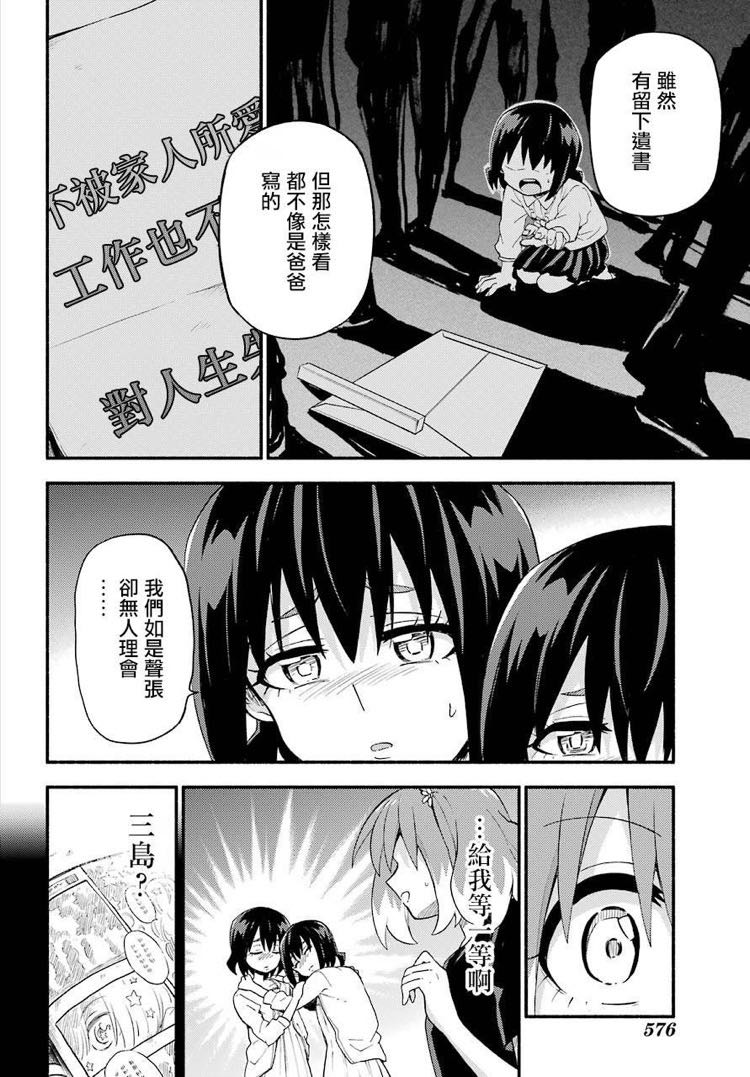 雖然
有留下遺書
但那怎樣看
都不像是爸爸
寫的
不被家人所愛
工作也不
對人生失
我們如是聲張
卻無人理會
……
…給我等一等啊
三島?
576